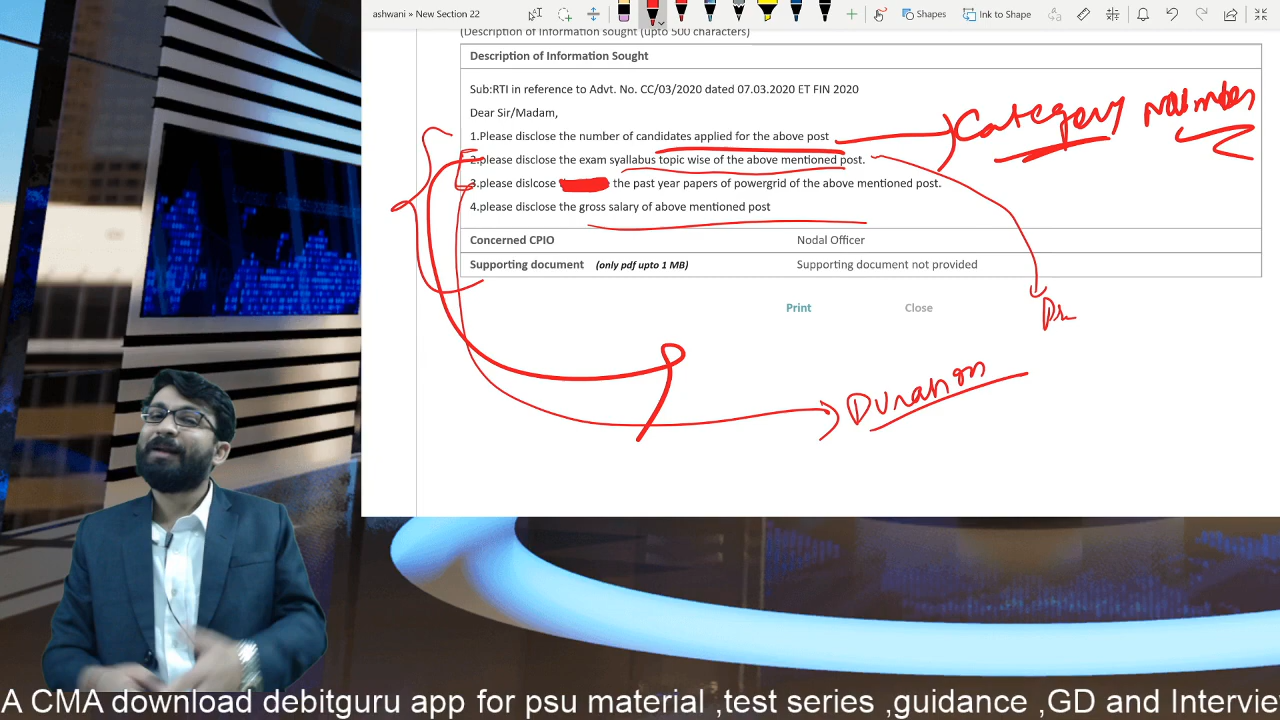 ashwani » New Section 22
Shapes
Ink to Shape
(Description of Information sought (upto 500 characters)
Description of Information Sought
Sub:RTI in reference to Advt. No. CC/03/2020 dated 07.03.2020 ET FIN 2020
Dear Sir/Madam,
1.Please disclose the number of candidates applied for the above post
Category
2.please disclose the exam syallabus topic wise of the above mentioned post.
3.please dislcose the past year papers of powergrid of the above mentioned post.
4.please disclose the gross salary of above mentioned post
Concerned CPIO Nodal Officer
Supporting document (only pdf upto 1 MB) Supporting document not provided
Print Close
Duration
A CMA download debitguru app for psu material ,test series ,guidance ,GD and Intervie